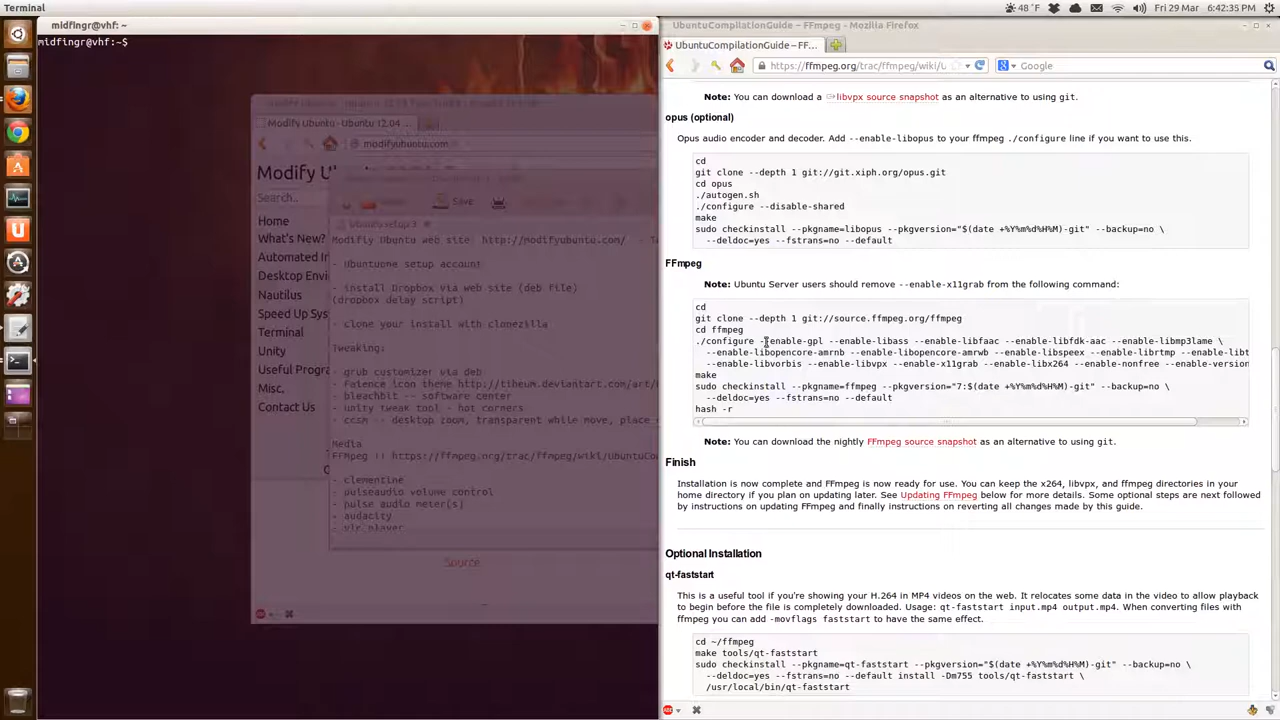 Terminal
48 °F
Fri 29 Mar 6:42:35 PM
midfingr@vhf: ~
midfingr@vhf:~$
Modify Ubuntu - Ubuntu 12.04 ...
modifyubuntu.com
Modify U
Search..
Home
What's New?
Automated In
Desktop Envi
Nautilus
Speed Up Sys
Terminal
Unity
Useful Progra
Misc.
Contact Us
Save
Ubuntu setup 3
Modifiy Ubuntu web site: http://modifyubuntu.com/ - Te
- UbuntuOne setup account
- install Dropbox via web site (deb File)
(dropbox delay script)
- clone your install with clonezilla
Tweaking:
- grub customizer via deb
- Faience icon theme http://tiheum.deviantart.com/art/
- bleachbit -- software center
- unity tweak tool - hot corners
- ccsm -- desktop zoom, transparent while move, place
Media
FFMpeg || https://ffmpeg.org/trac/ffmpeg/wiki/UbuntuCo
- clementine
- pulseaudio volume control
- pulse audio meter(s)
- audacity
- vlc player
Source
UbuntuCompilationGuide – FFmpeg - Mozilla Firefox
UbuntuCompilationGuide – FF...
https://ffmpeg.org/trac/ffmpeg/wiki/U
Google
Note: You can download a libvpx source snapshot as an alternative to using git.
opus (optional)
Opus audio encoder and decoder. Add --enable-libopus to your ffmpeg ./configure line if you want to use this.
cd
git clone --depth 1 git://git.xiph.org/opus.git
cd opus
./autogen.sh
./configure --disable-shared
make
sudo checkinstall --pkgname=libopus --pkgversion="$(date +%Y%m%d%H%M)-git" --backup=no \
--deldoc=yes --fstrans=no --default
FFmpeg
Note: Ubuntu Server users should remove --enable-x11grab from the following command:
cd
git clone --depth 1 git://source.ffmpeg.org/ffmpeg
cd ffmpeg
./configure --enable-gpl --enable-libass --enable-libfaac --enable-libfdk-aac --enable-libmp3lame \
--enable-libopencore-amrnb --enable-libopencore-amrwb --enable-libspeex --enable-librtmp --enable-libt
--enable-libvorbis --enable-libvpx --enable-x11grab --enable-libx264 --enable-nonfree --enable-version
make
sudo checkinstall --pkgname=ffmpeg --pkgversion="7:$(date +%Y%m%d%H%M)-git" --backup=no \
--deldoc=yes --fstrans=no --default
hash -r
Note: You can download the nightly FFmpeg source snapshot as an alternative to using git.
Finish
Installation is now complete and FFmpeg is now ready for use. You can keep the x264, libvpx, and ffmpeg directories in your
home directory if you plan on updating later. See Updating FFmpeg below for more details. Some optional steps are next followed
by instructions on updating FFmpeg and finally instructions on reverting all changes made by this guide.
Optional Installation
qt-faststart
This is a useful tool if you're showing your H.264 in MP4 videos on the web. It relocates some data in the video to allow playback
to begin before the file is completely downloaded. Usage: qt-faststart input.mp4 output.mp4. When converting files with
ffmpeg you can add -movflags faststart to have the same effect.
cd ~/ffmpeg
make tools/qt-faststart
sudo checkinstall --pkgname=qt-faststart --pkgversion="$(date +%Y%m%d%H%M)-git" --backup=no \
--deldoc=yes --fstrans=no --default install -Dm755 tools/qt-faststart \
/usr/local/bin/qt-faststart